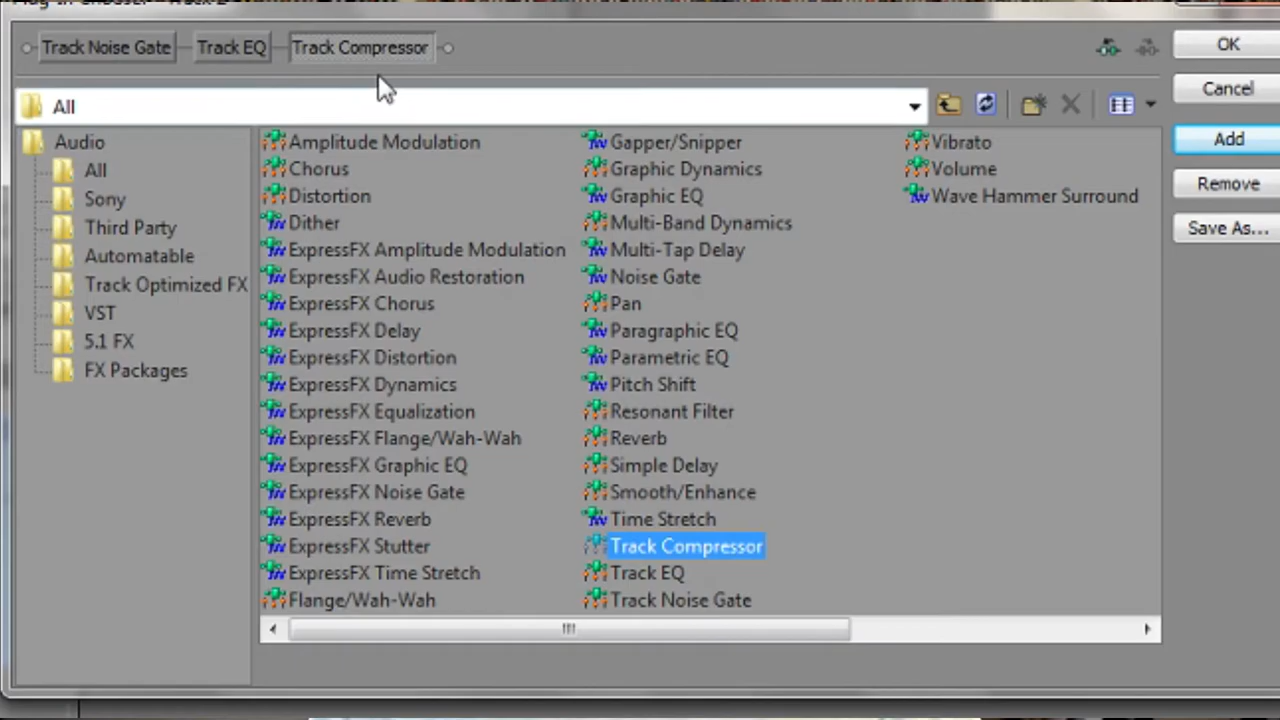 Track Noise Gate Track EQ Track Compressor
OK
Cancel
All
Add
Remove
Save As...
Audio
All
Sony
Third Party
Automatable
Track Optimized FX
VST
5.1 FX
FX Packages
Amplitude Modulation
Chorus
Distortion
Dither
ExpressFX Amplitude Modulation
ExpressFX Audio Restoration
ExpressFX Chorus
ExpressFX Delay
ExpressFX Distortion
ExpressFX Dynamics
ExpressFX Equalization
ExpressFX Flange/Wah-Wah
ExpressFX Graphic EQ
ExpressFX Noise Gate
ExpressFX Reverb
ExpressFX Stutter
ExpressFX Time Stretch
Flange/Wah-Wah
Gapper/Snipper
Graphic Dynamics
Graphic EQ
Multi-Band Dynamics
Multi-Tap Delay
Noise Gate
Pan
Paragraphic EQ
Parametric EQ
Pitch Shift
Resonant Filter
Reverb
Simple Delay
Smooth/Enhance
Time Stretch
Track Compressor
Track EQ
Track Noise Gate
Vibrato
Volume
Wave Hammer Surround